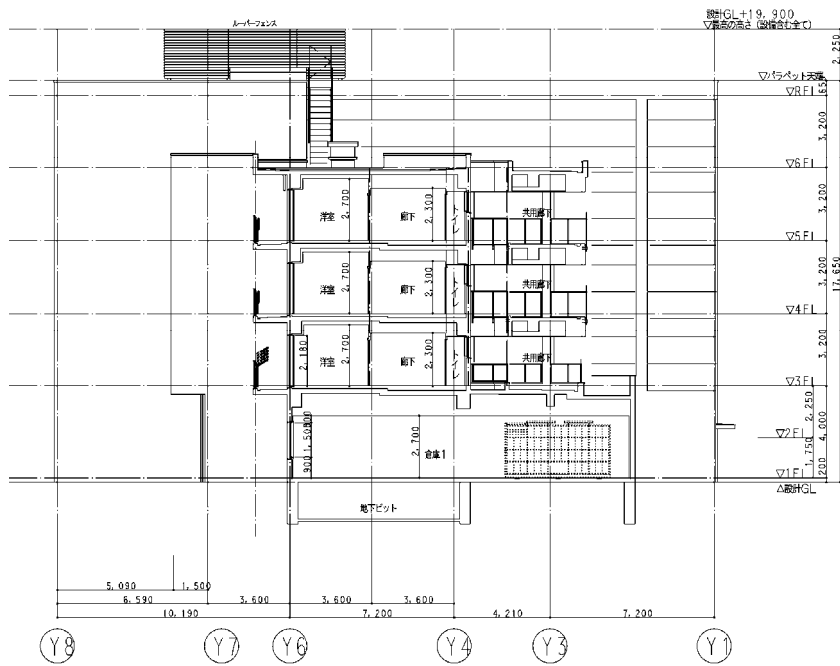 ルーバーフェンス
設計GL+19,900
▽最高の高さ (設備含む全て)
2,250
▽パラペット天端
650
▽RFL
3,200
▽6FL
3,200
▽5FL
3,200
17,650
▽4FL
3,200
▽3FL
2,250
4,000
▽2FL
1,750
▽1FL
200
△設計GL
洋室
2,700
廊下
2,300
トイレ
共用廊下
洋室
2,700
廊下
2,300
トイレ
共用廊下
2,180
洋室
2,700
廊下
2,300
トイレ
共用廊下
900
1,500
300
2,700
倉庫1
地下ピット
5,090
1,500
6,590
3,600
3,600
3,600
10,190
7,200
4,210
7,200
Y8
Y7
Y6
Y4
Y3
Y1